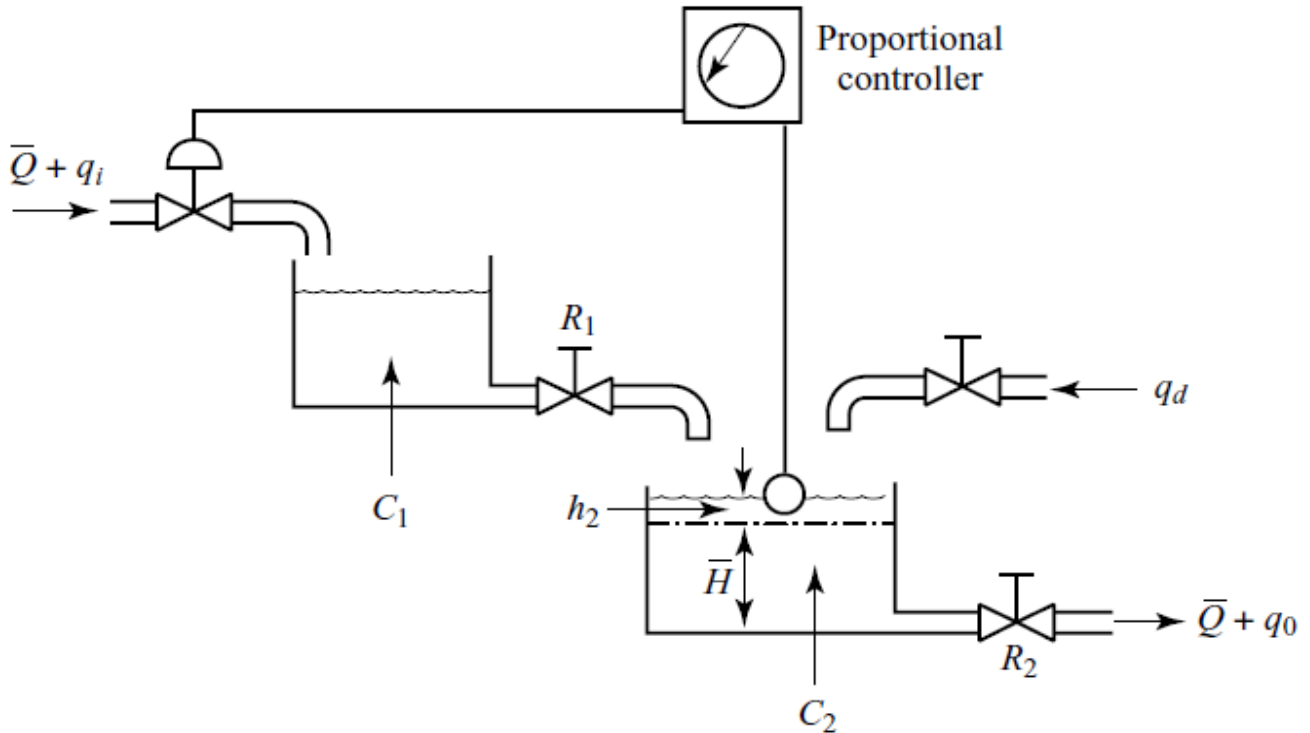 Proportional
controller
Q̅ + qᵢ
R₁
q_d
C₁
h₂
H̅
Q̅ + q₀
R₂
C₂